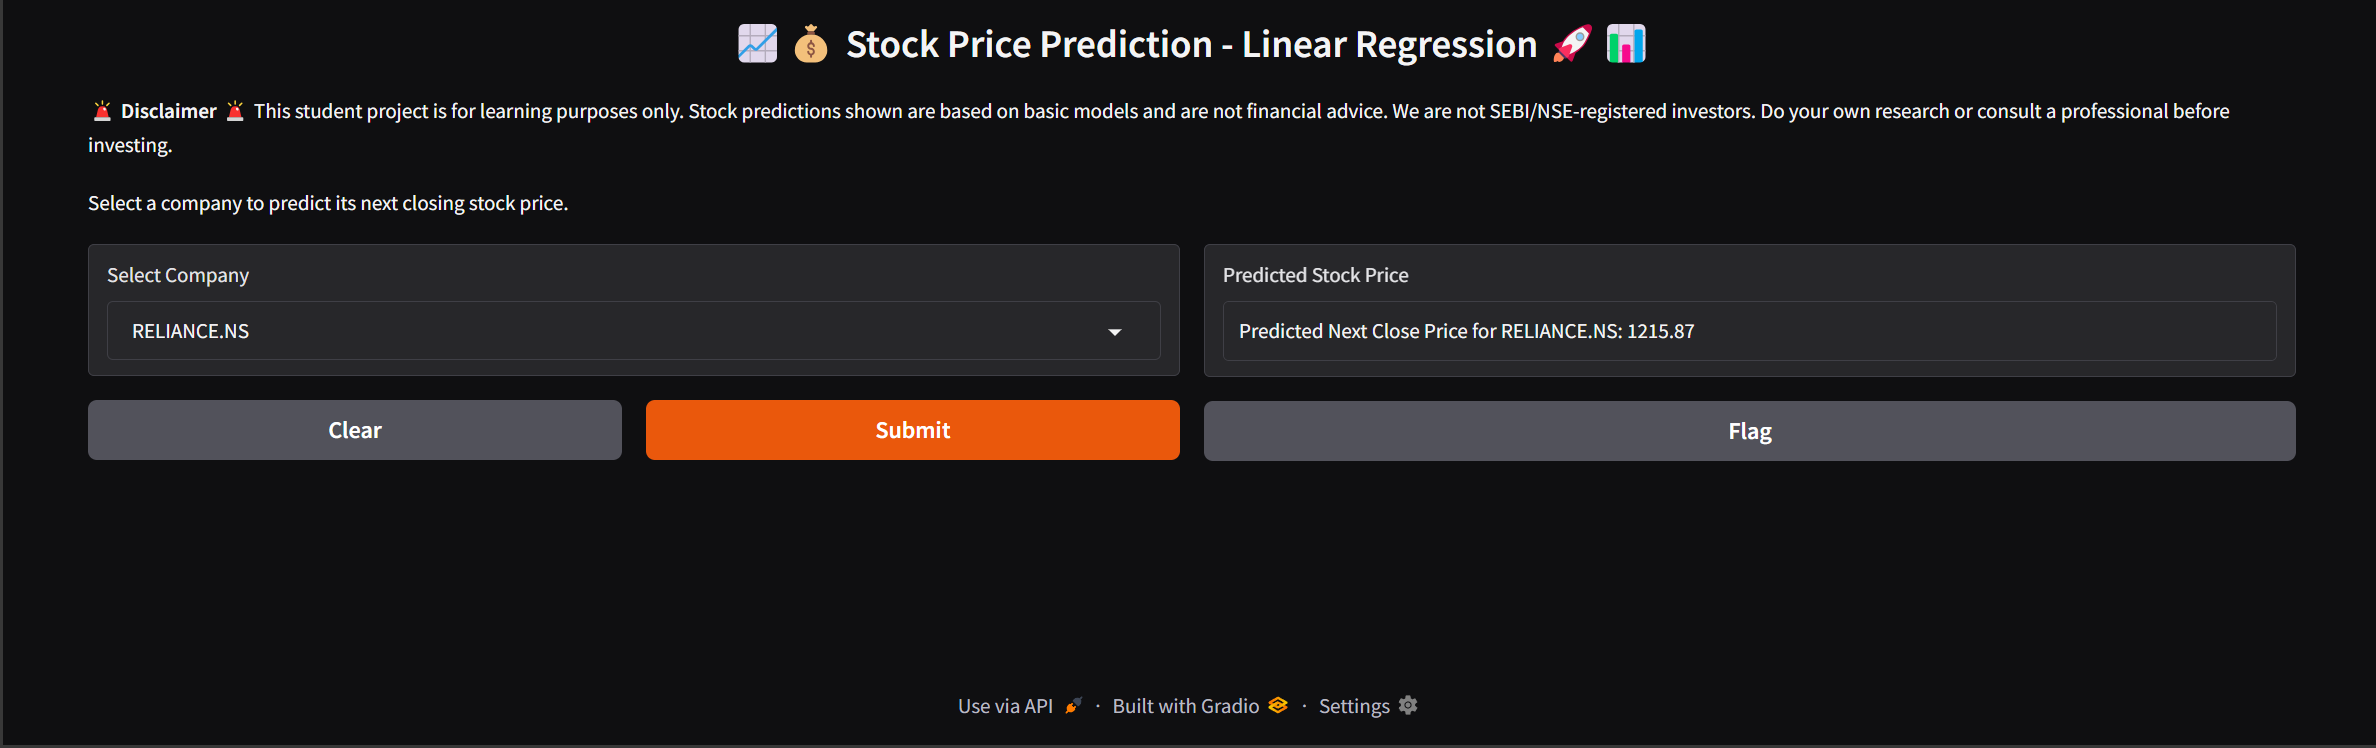 📈 💰 Stock Price Prediction - Linear Regression 🚀 📊
🚨 Disclaimer 🚨 This student project is for learning purposes only. Stock predictions shown are based on basic models and are not financial advice. We are not SEBI/NSE-registered investors. Do your own research or consult a professional before
investing.
Select a company to predict its next closing stock price.
Select Company
RELIANCE.NS
Predicted Stock Price
Predicted Next Close Price for RELIANCE.NS: 1215.87
Clear
Submit
Flag
Use via API · Built with Gradio · Settings